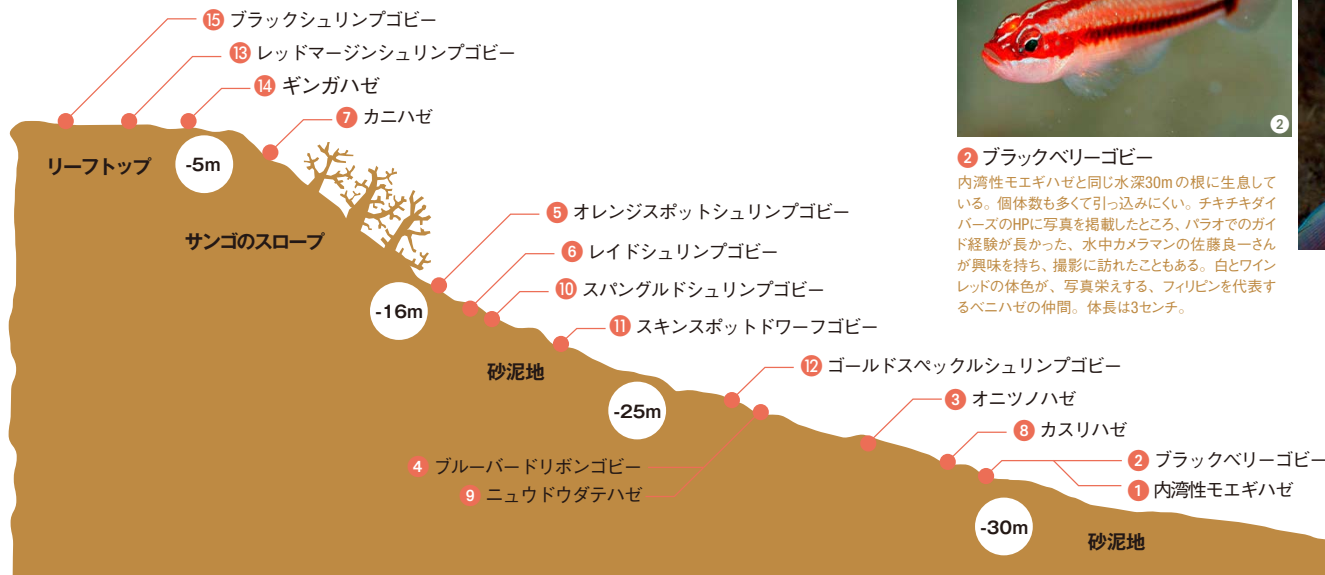 ⑮ ブラックシュリンプゴビー
⑬ レッドマージンシュリンプゴビー
⑭ ギンガハゼ
⑦ カニハゼ
リーフトップ
-5m
サンゴのスロープ
⑤ オレンジスポットシュリンプゴビー
⑥ レイドシュリンプゴビー
⑩ スパングルドシュリンプゴビー
-16m
⑪ スキンスポットドワーフゴビー
砂泥地
⑫ ゴールドスペックルシュリンプゴビー
-25m
③ オニツノハゼ
⑧ カスリハゼ
④ ブルーバードリボンゴビー
⑨ ニュウドウダテハゼ
② ブラックベリーゴビー
① 内湾性モエギハゼ
-30m
砂泥地
②
② ブラックベリーゴビー
内湾性モエギハゼと同じ水深30mの根に生息して
いる。個体数も多くて引っ込みにくい。チキチキダイ
バーズのHPに写真を掲載したところ、パラオでのガイ
ド経験が長かった、水中カメラマンの佐藤良一さん
が興味を持ち、撮影に訪れたこともある。白とワイン
レッドの体色が、写真栄えする、フィリピンを代表す
るベニハゼの仲間。体長は3センチ。